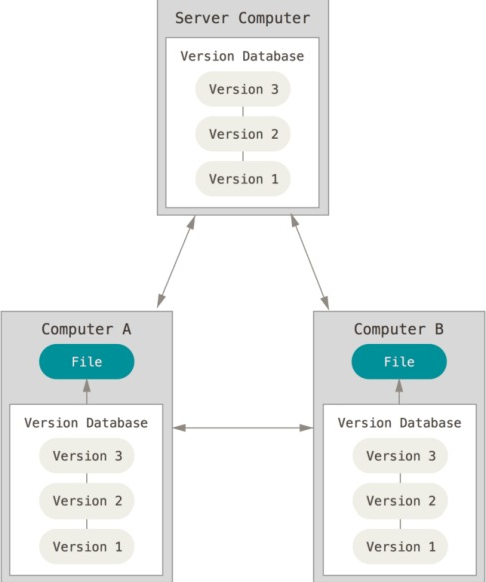 Server Computer
Version Database
Version 3
Version 2
Version 1
Computer A
File
Version Database
Version 3
Version 2
Version 1
Computer B
File
Version Database
Version 3
Version 2
Version 1